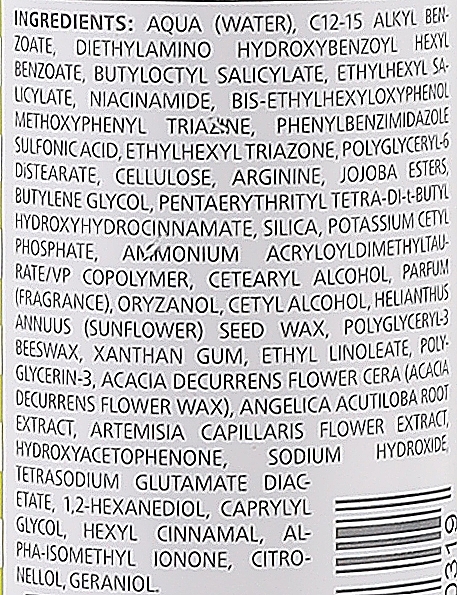 INGREDIENTS: AQUA (WATER), C12-15 ALKYL BEN-
ZOATE, DIETHYLAMINO HYDROXYBENZOYL HEXYL
BENZOATE, BUTYLOCTYL SALICYLATE, ETHYLHEXYL SA-
LICYLATE, NIACINAMIDE, BIS-ETHYLHEXYLOXYPHENOL
METHOXYPHENYL TRIAZINE, PHENYLBENZIMIDAZOLE
SULFONIC ACID, ETHYLHEXYL TRIAZONE, POLYGLYCERYL-6
DISTEARATE, CELLULOSE, ARGININE, JOJOBA ESTERS,
BUTYLENE GLYCOL, PENTAERYTHRITYL TETRA-DI-t-BUTYL
HYDROXYHYDROCINNAMATE, SILICA, POTASSIUM CETYL
PHOSPHATE, AMMONIUM ACRYLOYLDIMETHYLTAU-
RATE/VP COPOLYMER, CETEARYL ALCOHOL, PARFUM
(FRAGRANCE), ORYZANOL, CETYL ALCOHOL, HELIANTHUS
ANNUUS (SUNFLOWER) SEED WAX, POLYGLYCERYL-3
BEESWAX, XANTHAN GUM, ETHYL LINOLEATE, POLY-
GLYCERIN-3, ACACIA DECURRENS FLOWER CERA (ACACIA
DECURRENS FLOWER WAX), ANGELICA ACUTILOBA ROOT
EXTRACT, ARTEMISIA CAPILLARIS FLOWER EXTRACT,
HYDROXYACETOPHENONE, SODIUM HYDROXIDE,
TETRASODIUM GLUTAMATE DIAC-
ETATE, 1,2-HEXANEDIOL, CAPRYLYL
GLYCOL, HEXYL CINNAMAL, AL-
PHA-ISOMETHYL IONONE, CITRO-
NELLOL, GERANIOL.
0319